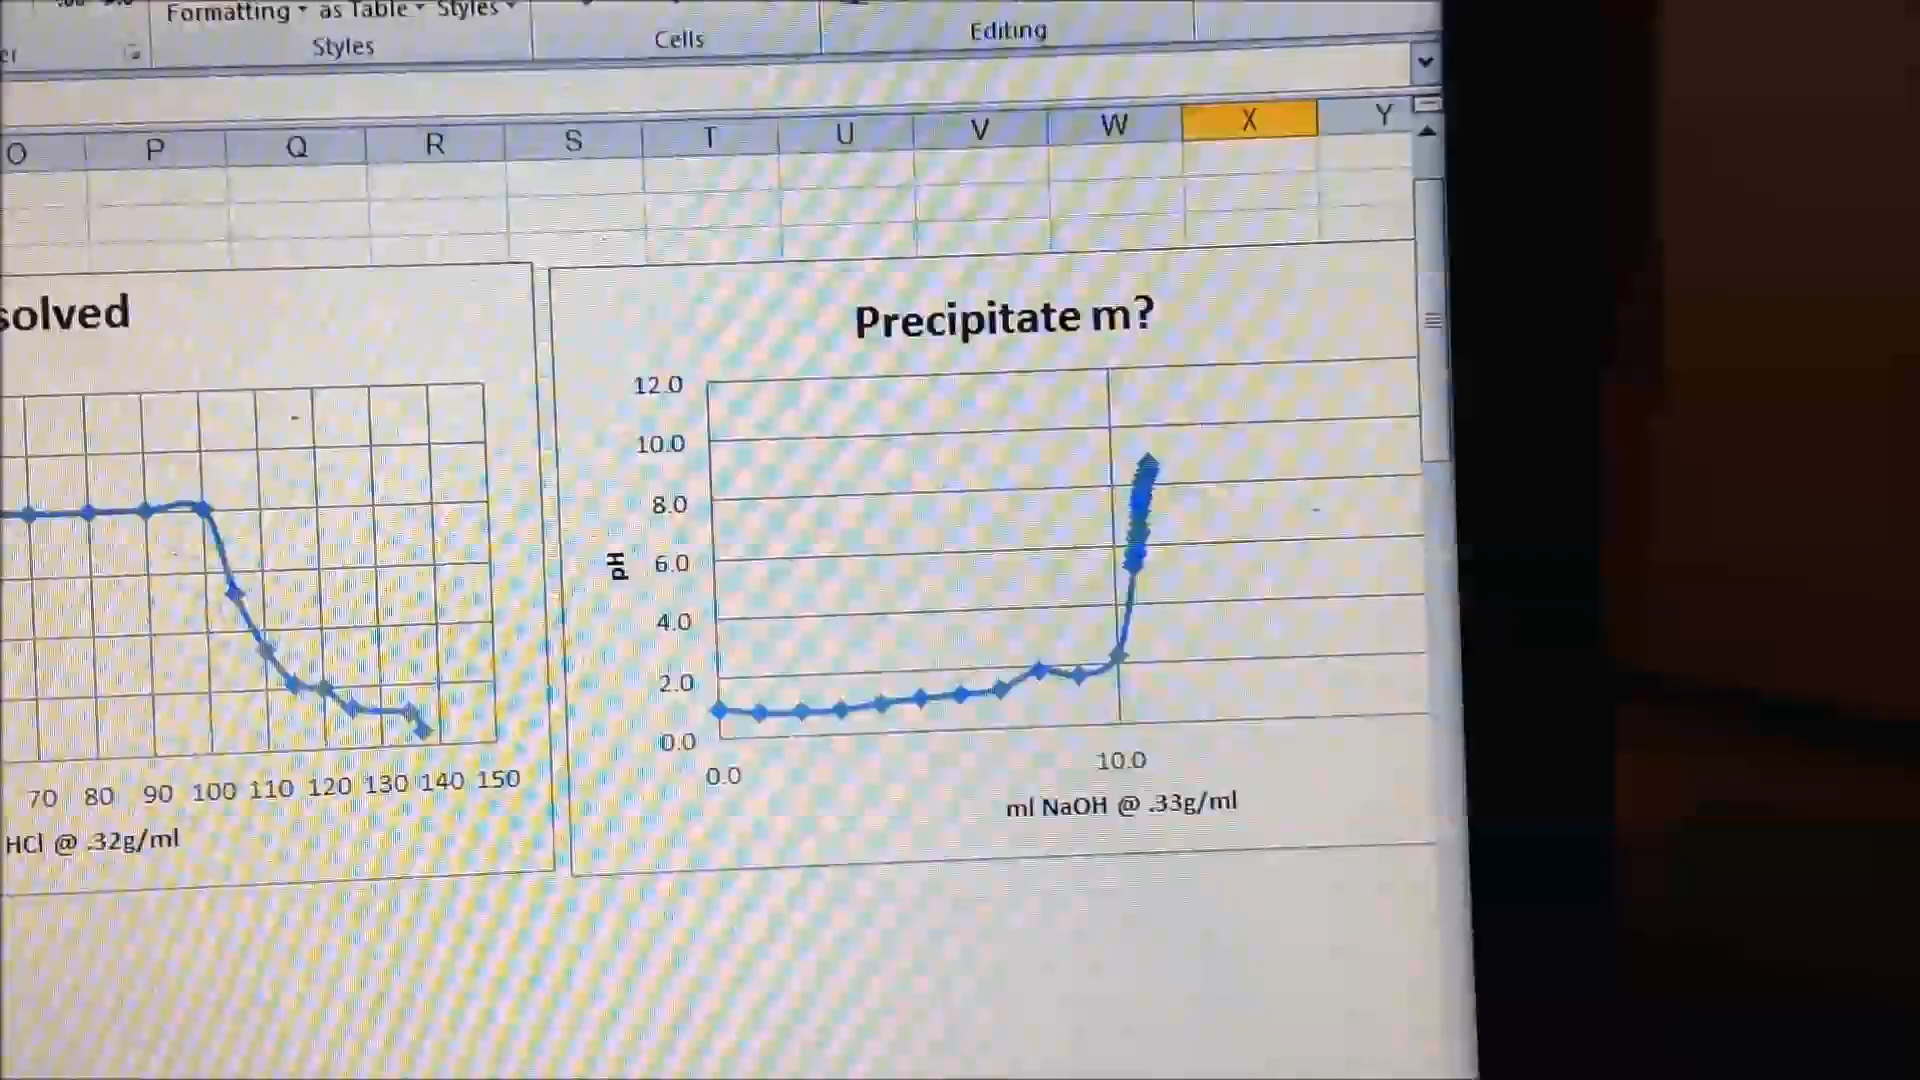 Formatting as Table Styles
er
Styles
Cells
Editing
O P Q R S T U V W X Y
solved
70 80 90 100 110 120 130 140 150
HCl @ .32g/ml
Precipitate m?
12.0
10.0
8.0
6.0
4.0
2.0
0.0
pH
0.0 10.0
ml NaOH @ .33g/ml